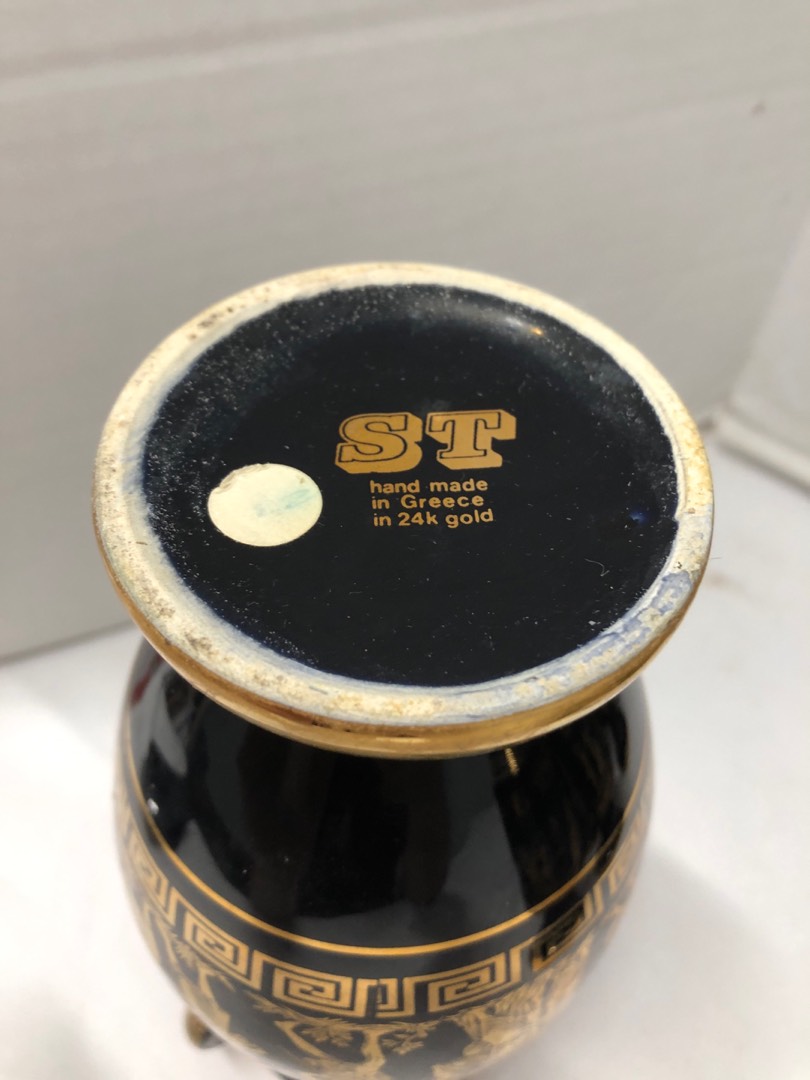 ST
hand made
in Greece
in 24k gold